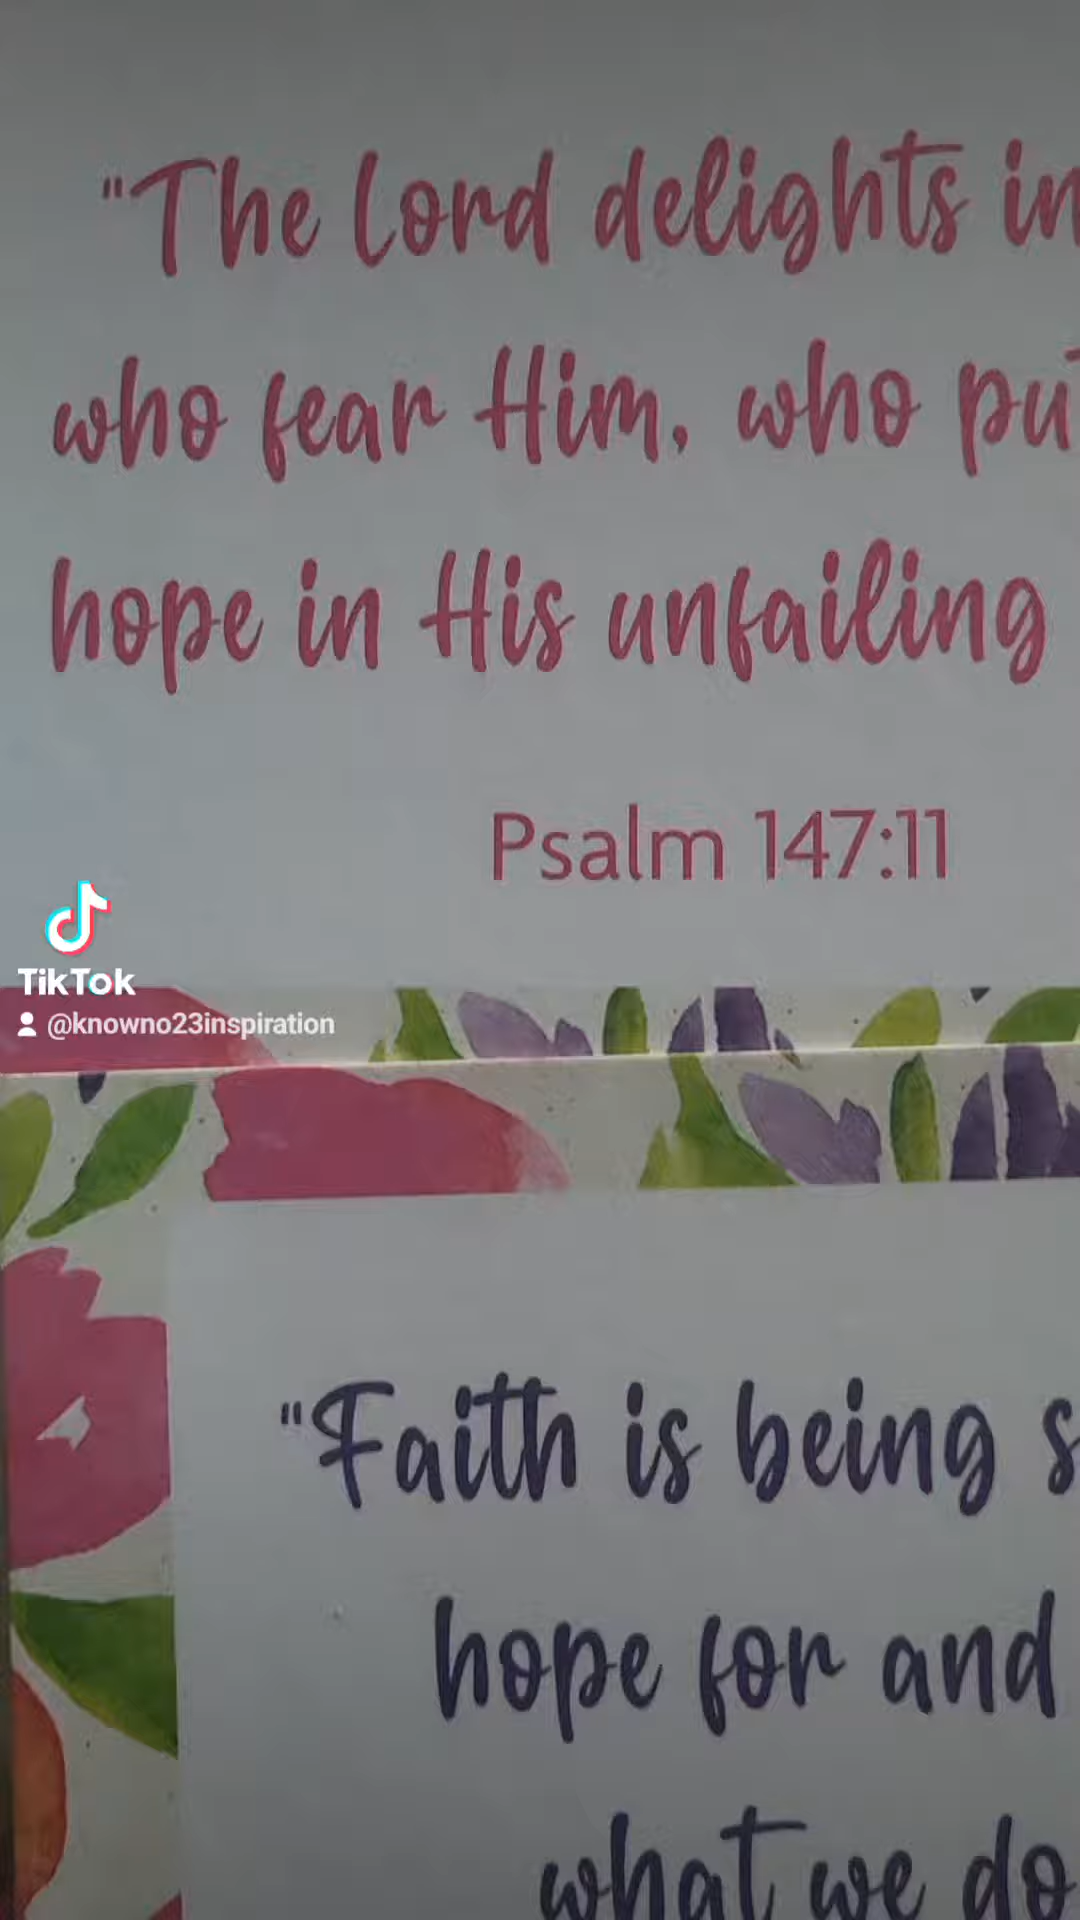 "The Lord delights in
who fear Him, who
hope in His unfailing
Psalm 147:11
TikTok
@knowno23inspiration
"Faith is being
hope for and
what we do